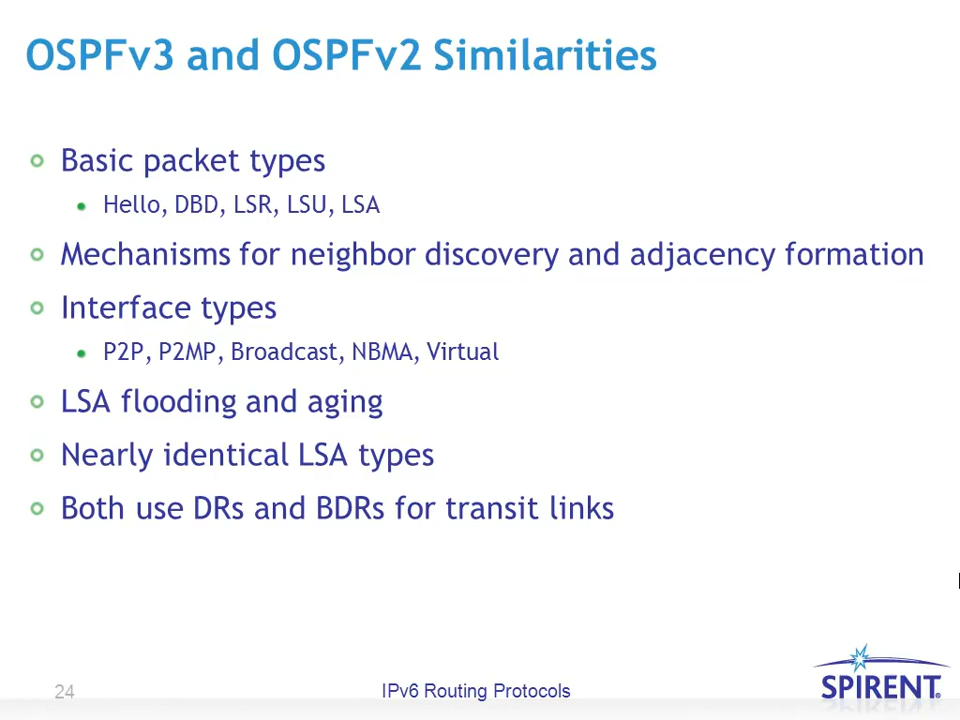 OSPFv3 and OSPFv2 Similarities
Basic packet types
Hello, DBD, LSR, LSU, LSA
Mechanisms for neighbor discovery and adjacency formation
Interface types
P2P, P2MP, Broadcast, NBMA, Virtual
LSA flooding and aging
Nearly identical LSA types
Both use DRs and BDRs for transit links
24
IPv6 Routing Protocols
SPIRENT®